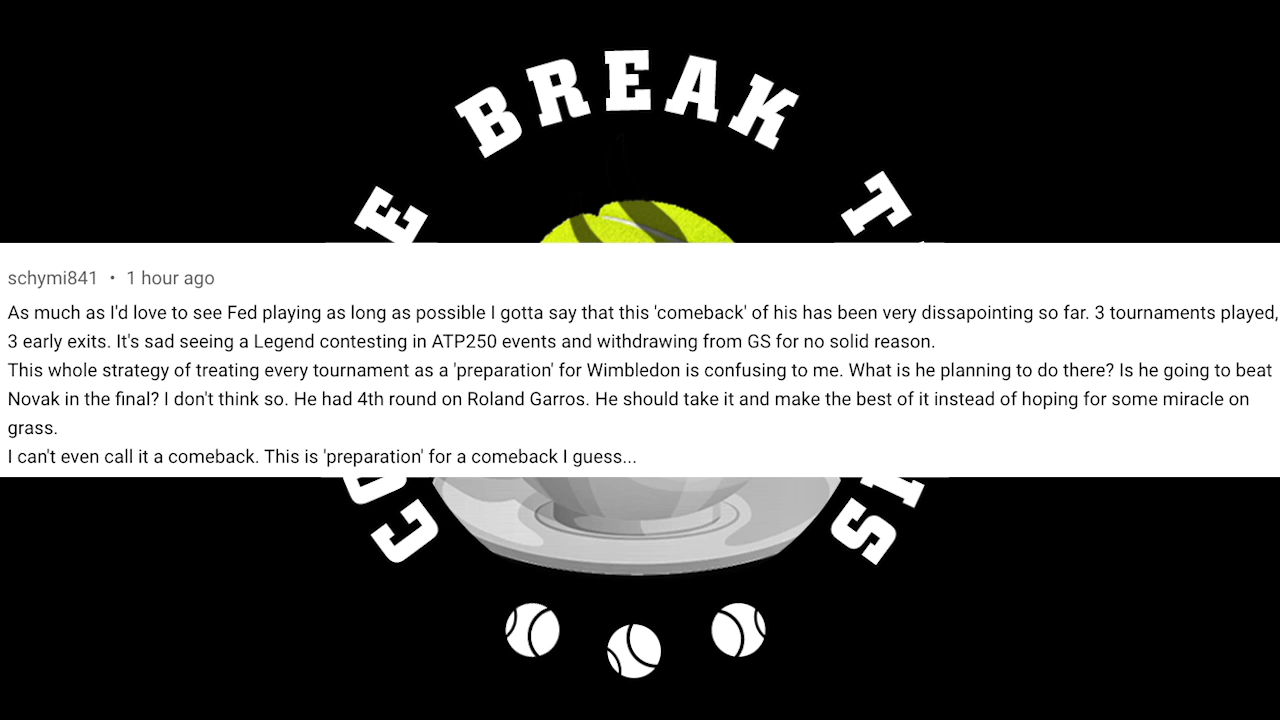 BREAK T
E
schymi841 • 1 hour ago
As much as I'd love to see Fed playing as long as possible I gotta say that this 'comeback' of his has been very dissapointing so far. 3 tournaments played,
3 early exits. It's sad seeing a Legend contesting in ATP250 events and withdrawing from GS for no solid reason.
This whole strategy of treating every tournament as a 'preparation' for Wimbledon is confusing to me. What is he planning to do there? Is he going to beat
Novak in the final? I don't think so. He had 4th round on Roland Garros. He should take it and make the best of it instead of hoping for some miracle on
grass.
I can't even call it a comeback. This is 'preparation' for a comeback I guess...
CO
S